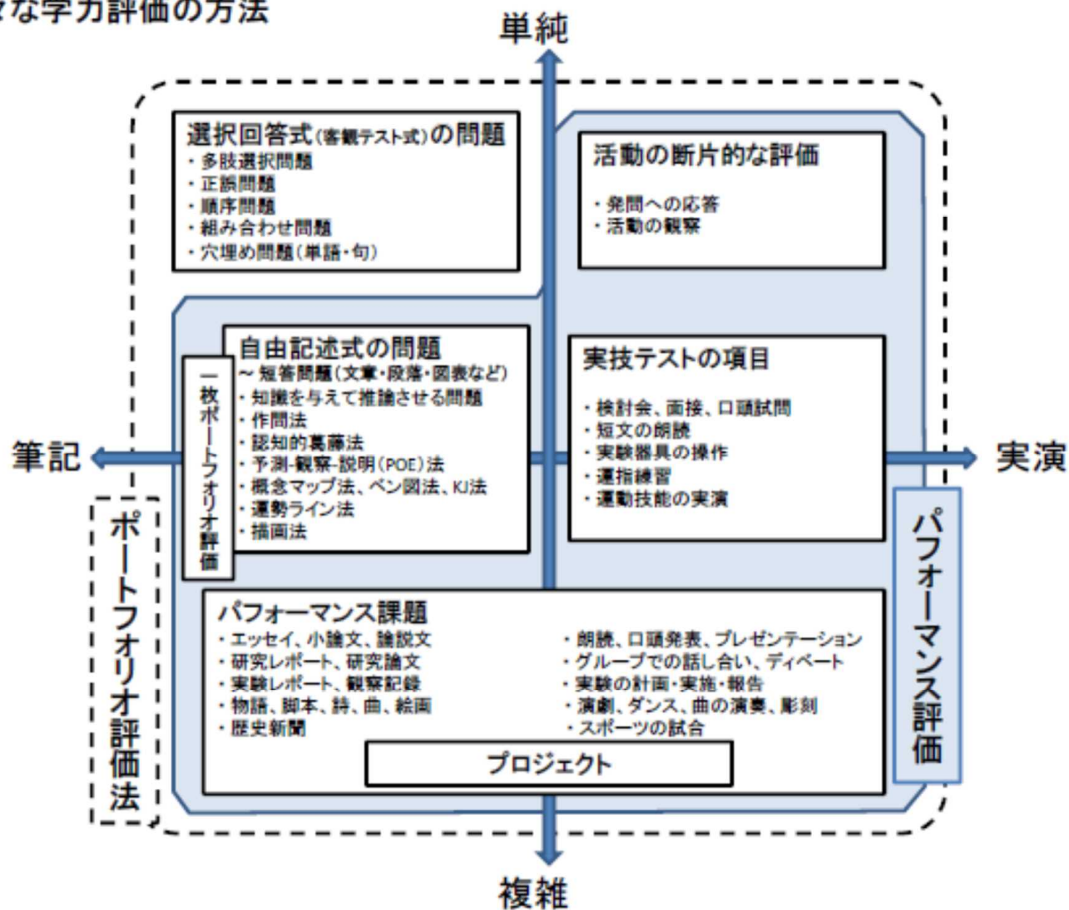 な学力評価の方法
単純
選択回答式(客観テスト式)の問題
・多肢選択問題
・正誤問題
・順序問題
・組み合わせ問題
・穴埋め問題(単語・句)
活動の断片的な評価
・発問への応答
・活動の観察
自由記述式の問題
～短答問題(文章・段落・図表など)
・知識を与えて推論させる問題
・作問法
・認知的葛藤法
・予測-観察-説明(POE)法
・概念マップ法、ベン図法、KJ法
・運勢ライン法
・描画法
一枚ポートフォリオ評価
実技テストの項目
・検討会、面接、口頭試問
・短文の朗読
・実験器具の操作
・運指練習
・運動技能の実演
筆記
実演
ポートフォリオ評価法
パフォーマンス評価
パフォーマンス課題
・エッセイ、小論文、論説文
・研究レポート、研究論文
・実験レポート、観察記録
・物語、脚本、詩、曲、絵画
・歴史新聞
・朗読、口頭発表、プレゼンテーション
・グループでの話し合い、ディベート
・実験の計画・実施・報告
・演劇、ダンス、曲の演奏、彫刻
・スポーツの試合
プロジェクト
複雑